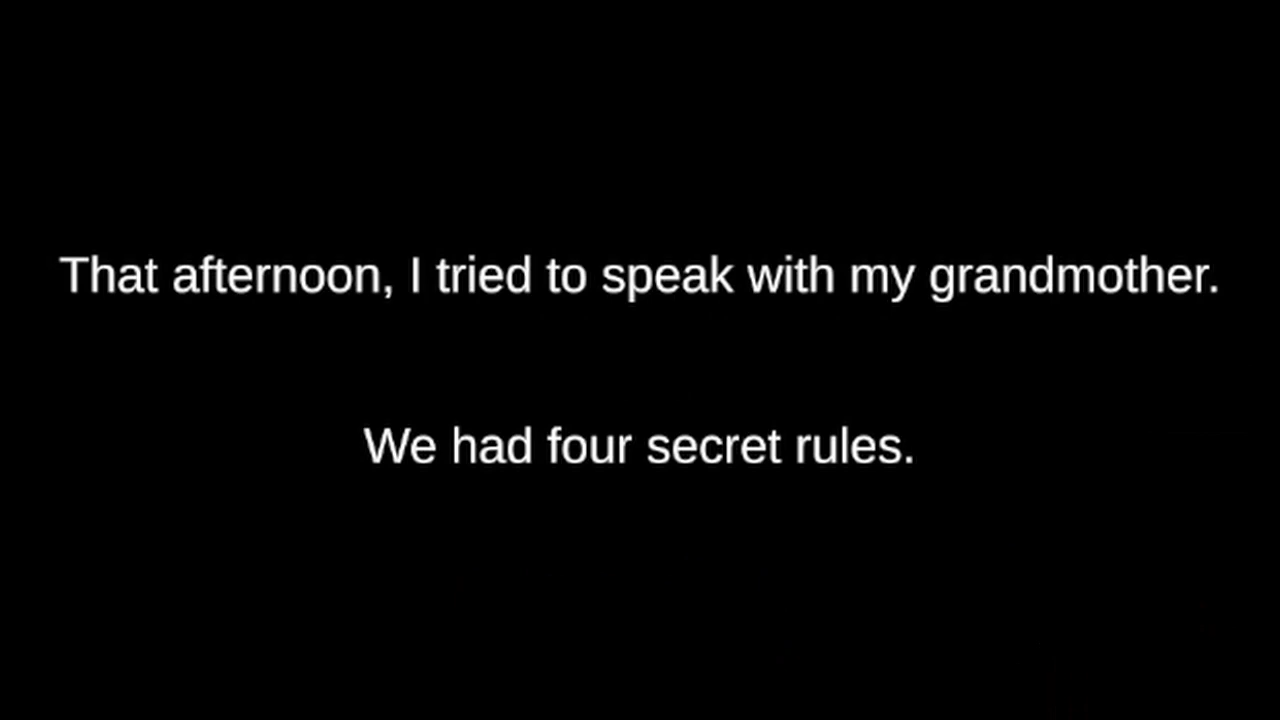 That afternoon, I tried to speak with my grandmother.
We had four secret rules.